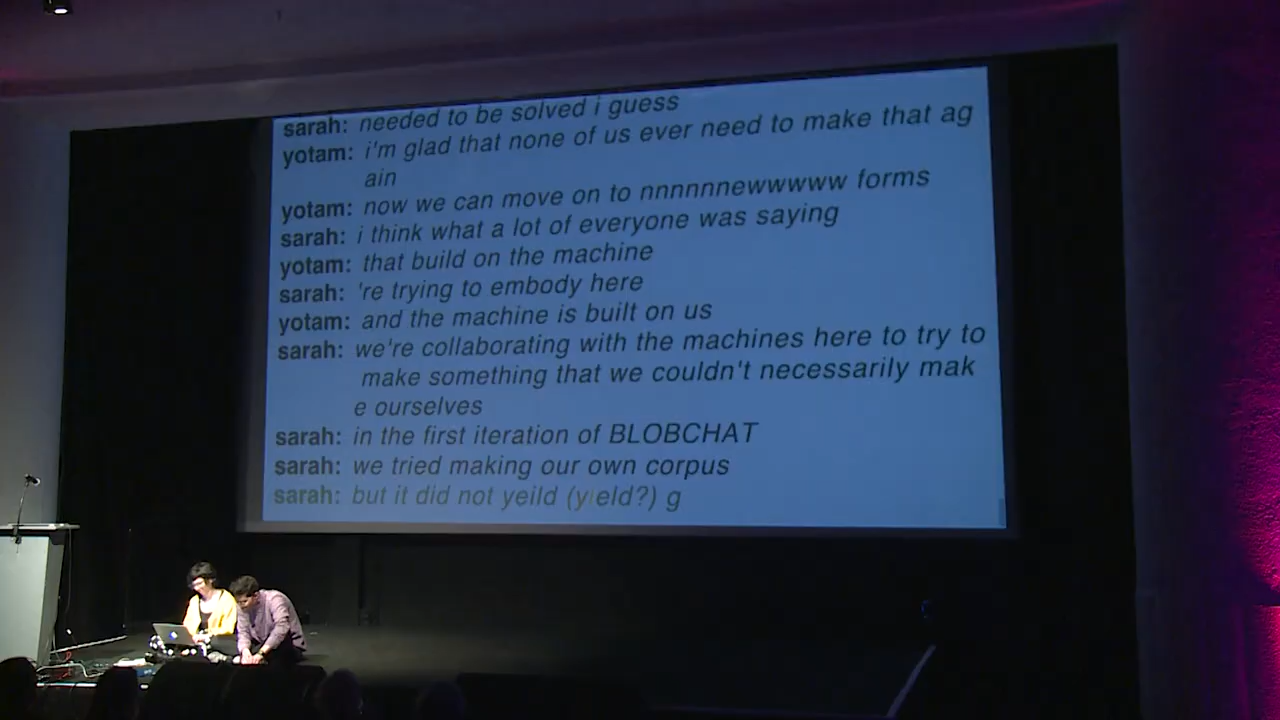 sarah: needed to be solved i guess
yotam: i'm glad that none of us ever need to make that ag
ain
yotam: now we can move on to nnnnnnewwwww forms
sarah: i think what a lot of everyone was saying
yotam: that build on the machine
sarah: 're trying to embody here
yotam: and the machine is built on us
sarah: we're collaborating with the machines here to try to
make something that we couldn't necessarily mak
e ourselves
sarah: in the first iteration of BLOBCHAT
sarah: we tried making our own corpus
sarah: but it did not yeild (yield?) g